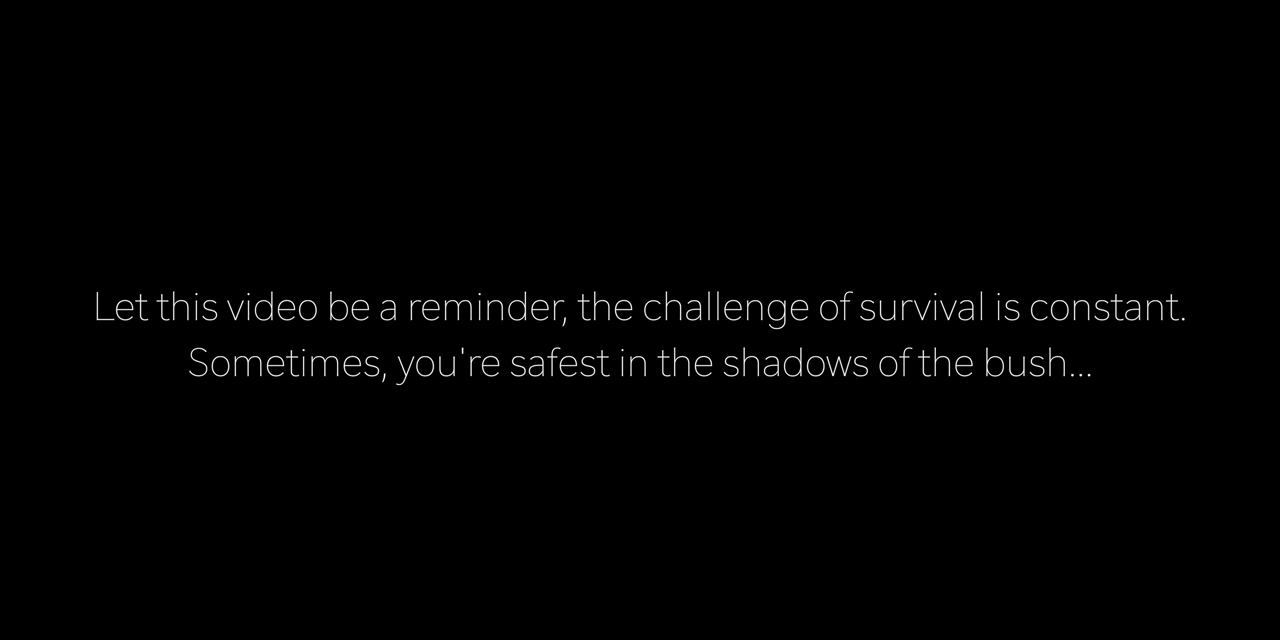 Let this video be a reminder, the challenge of survival is constant.
Sometimes, you're safest in the shadows of the bush...